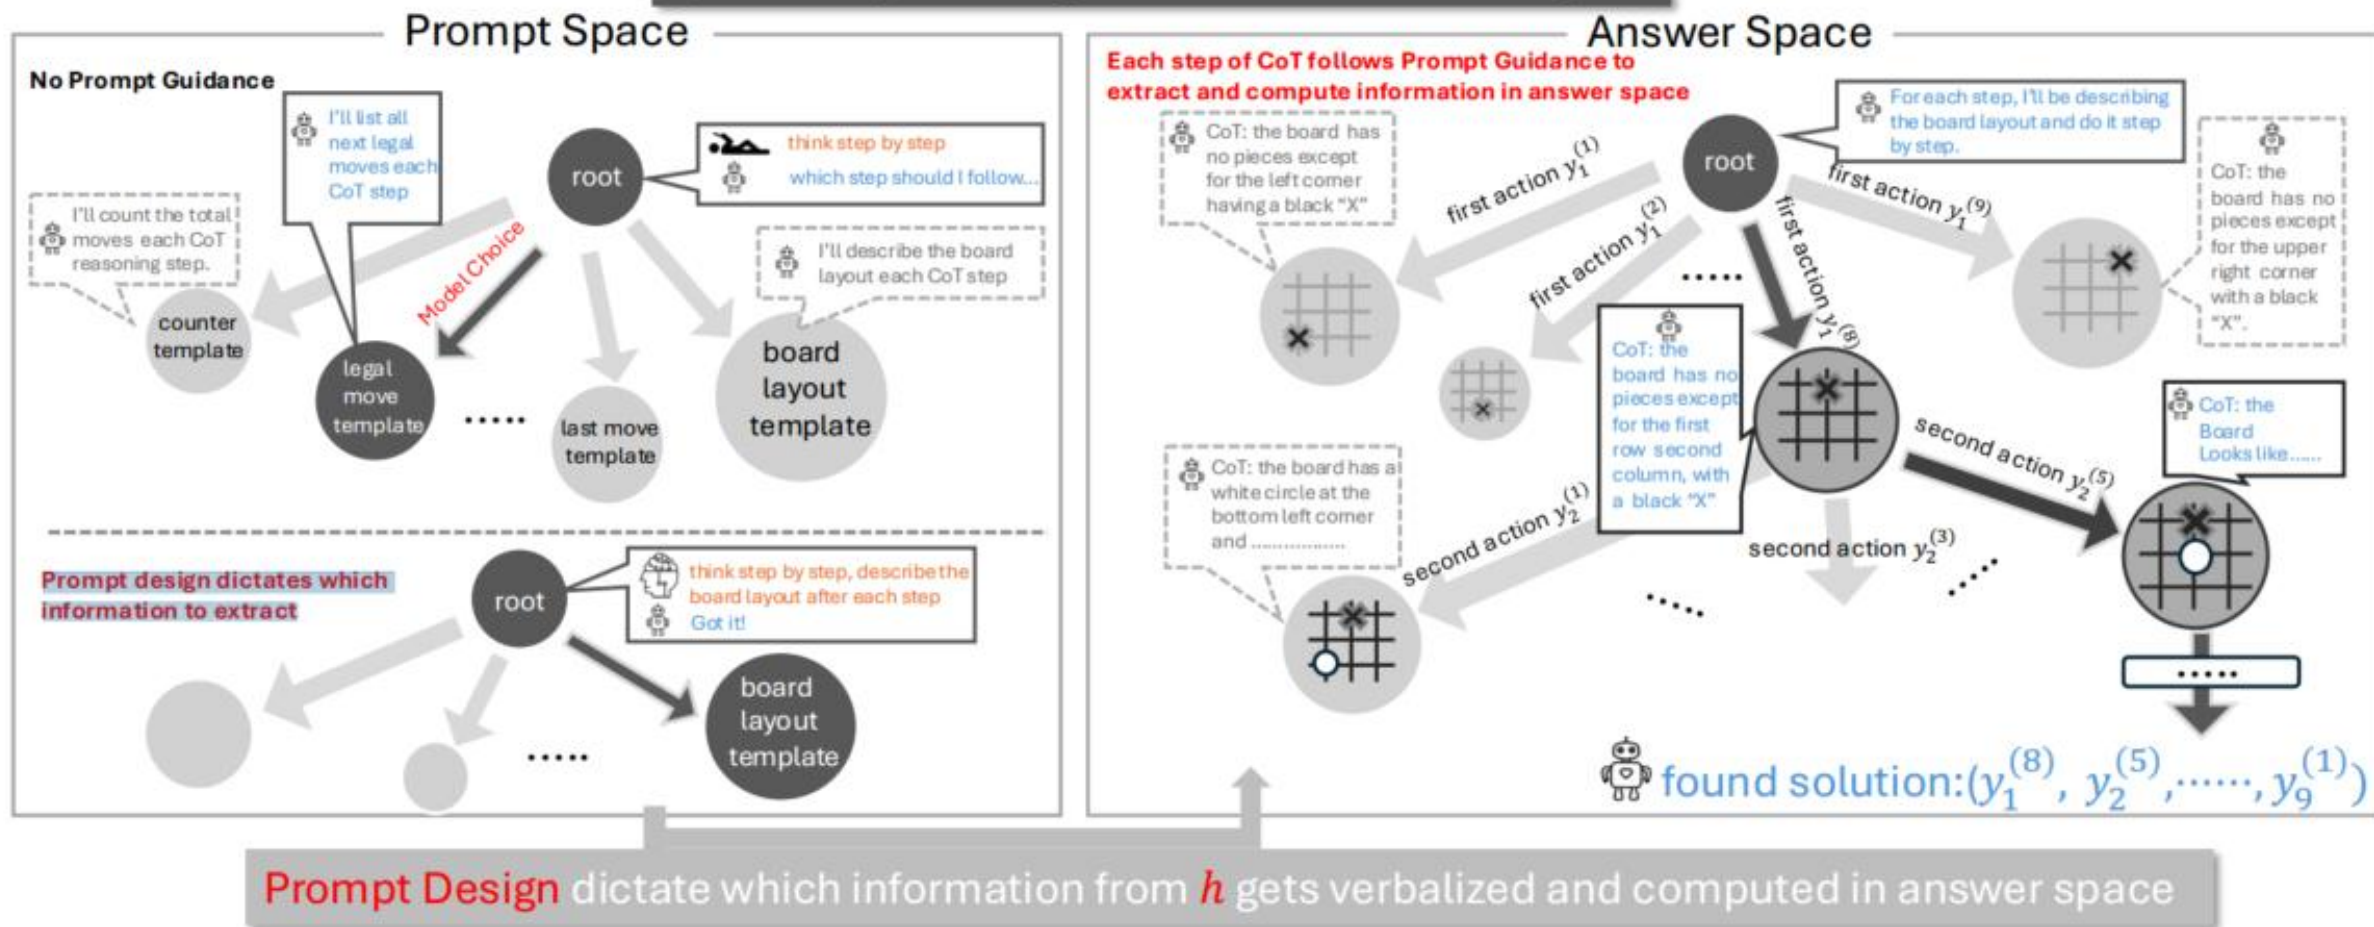 Prompt Space
No Prompt Guidance
I'll list all
next legal
moves each
CoT step
root
think step by step
which step should I follow...
I'll count the total
moves each CoT
reasoning step.
Model Choice
I'll describe the board
layout each CoT step
counter
template
legal
move
template
.....
last move
template
board
layout
template
Prompt design dictates which
information to extract
root
think step by step, describe the
board layout after each step
Got it!
.....
board
layout
template
Answer Space
Each step of CoT follows Prompt Guidance to
extract and compute information in answer space
CoT: the board has
no pieces except
for the left corner
having a black “X”
root
For each step, I'll be describing
the board layout and do it step
by step.
CoT: the
board has no
pieces except
for the upper
right corner
with a black
“X”.
first action y₁⁽¹⁾
first action y₁⁽²⁾
.....
first action y₁⁽⁸⁾
first action y₁⁽⁹⁾
CoT: the
board has no
pieces except
for the first
row second
column, with
a black “X”
CoT: the
Board
Looks like......
CoT: the board has a
white circle at the
bottom left corner
and ..................
second action y₂⁽¹⁾
second action y₂⁽³⁾
second action y₂⁽⁵⁾
.....
.....
.....
found solution:(y₁⁽⁸⁾, y₂⁽⁵⁾,······, y₉⁽¹⁾)
Prompt Design dictate which information from h gets verbalized and computed in answer space